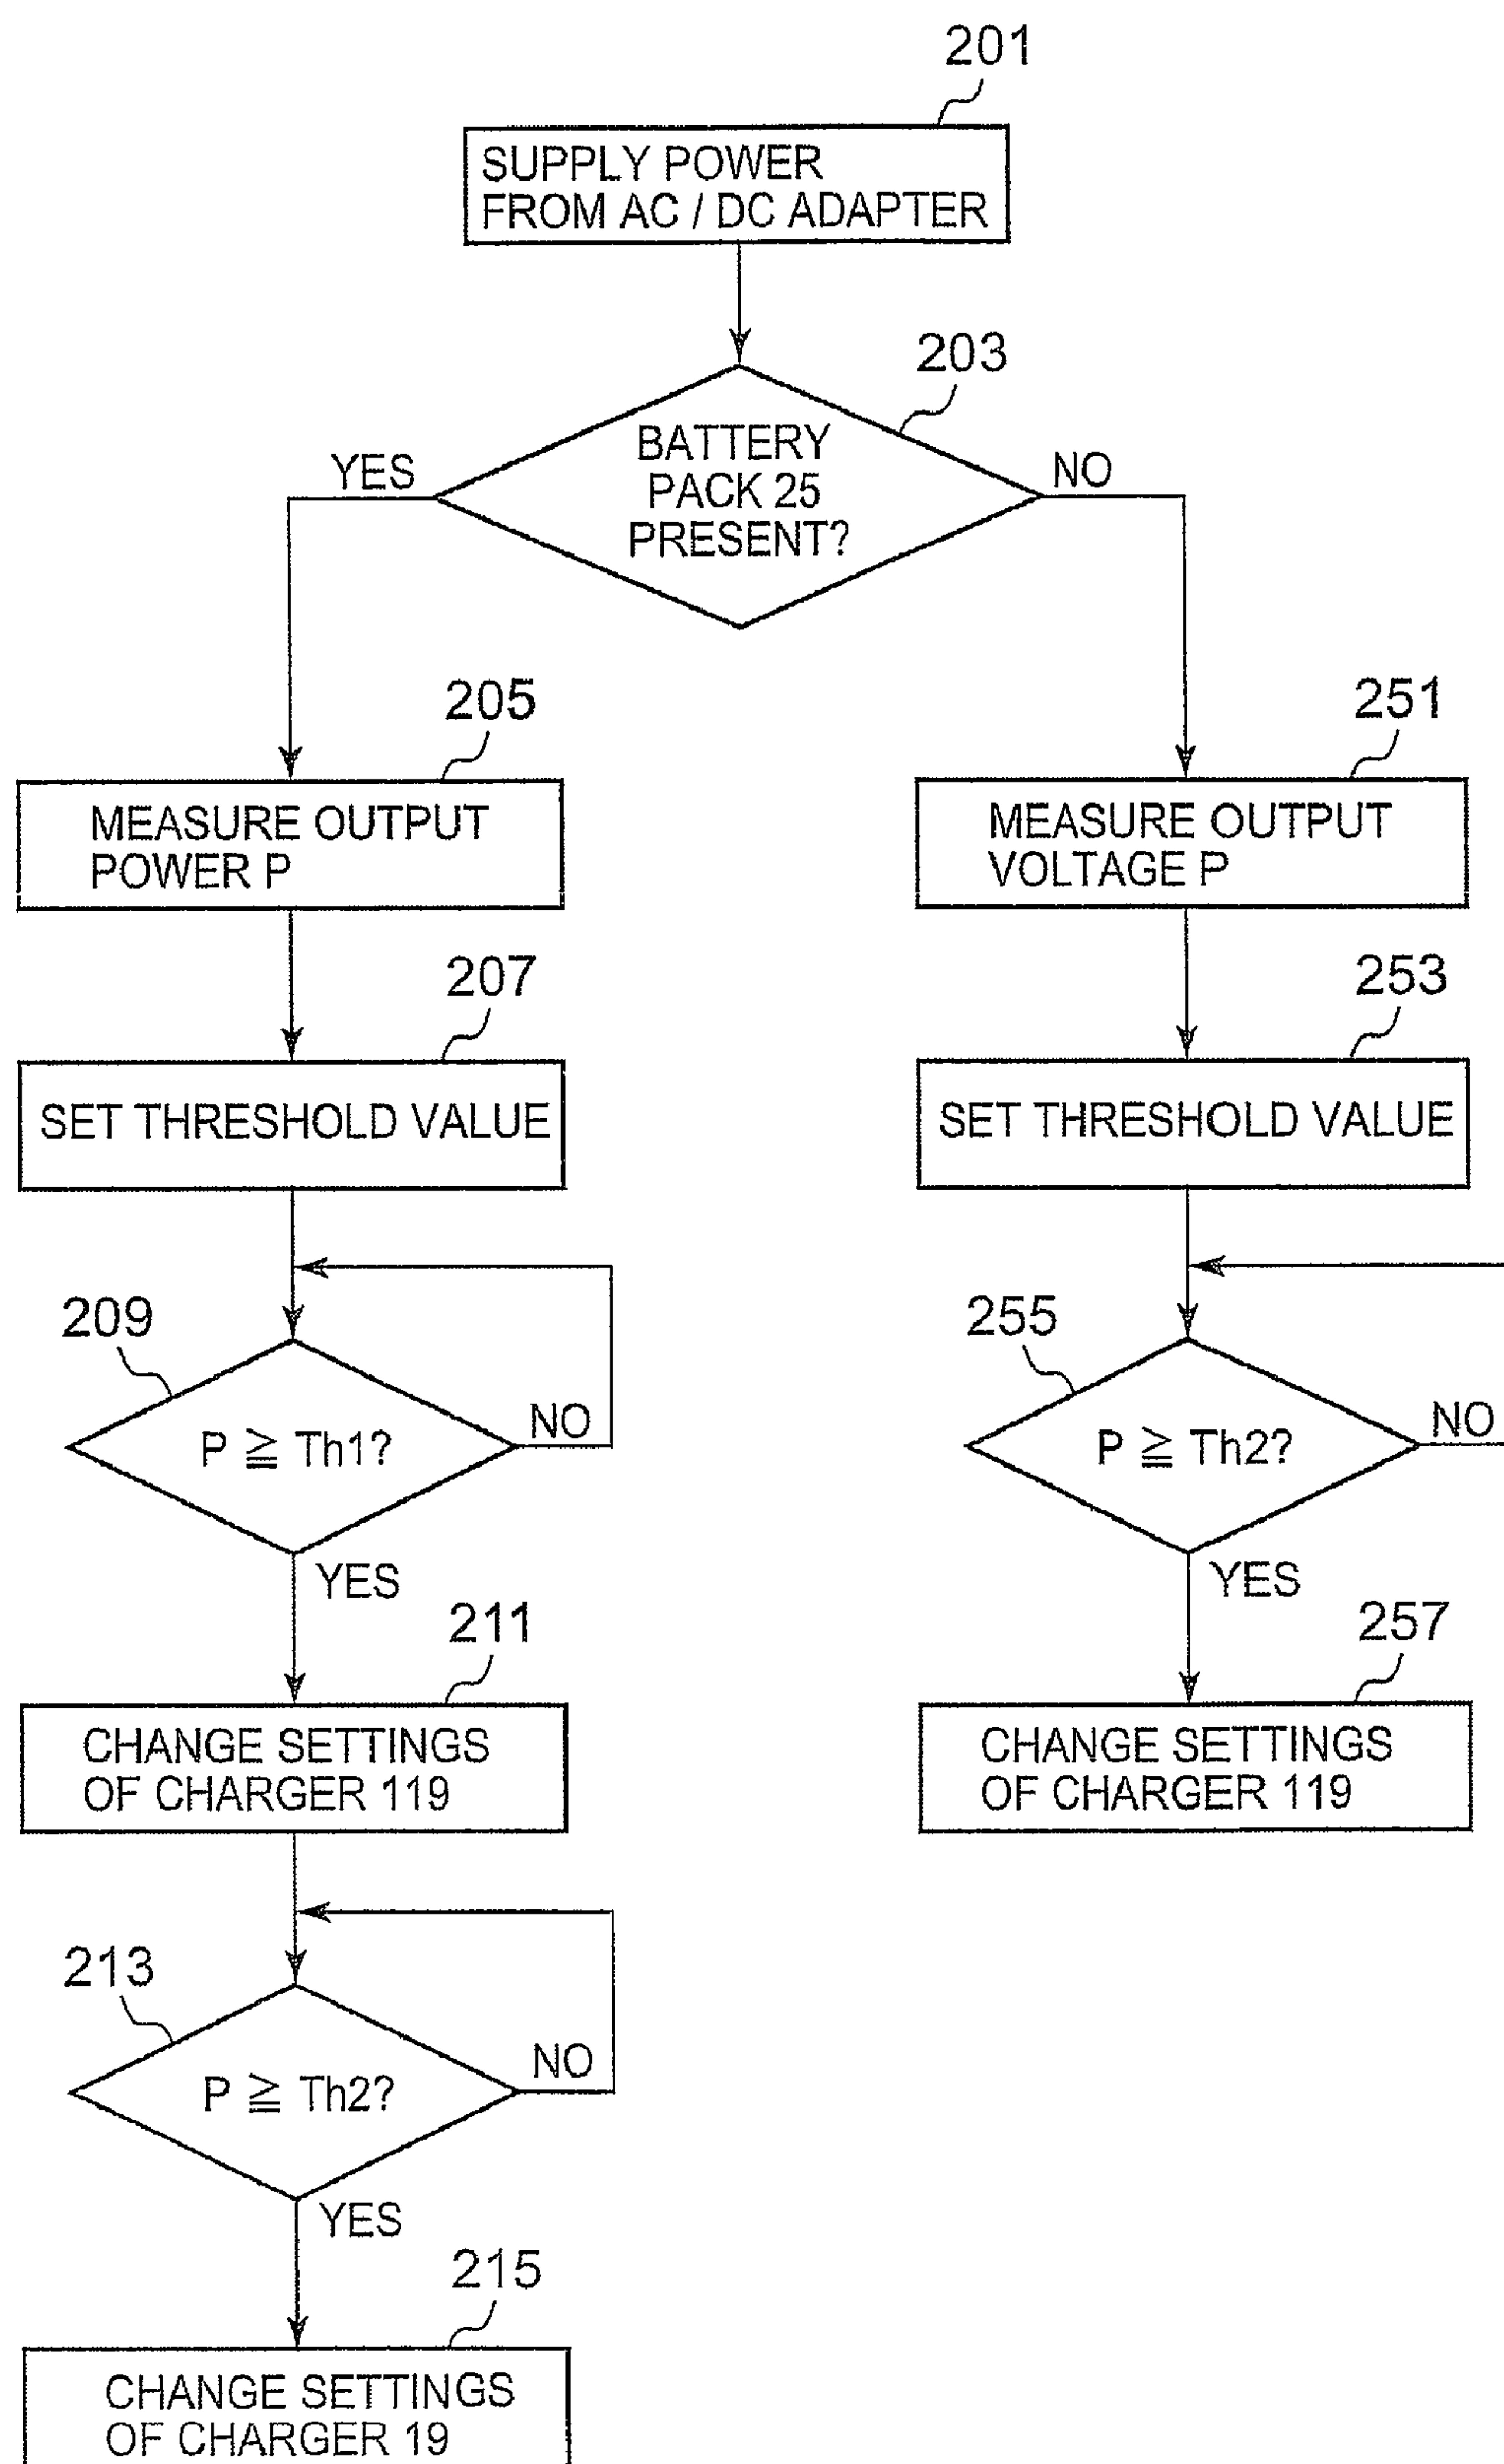 201
SUPPLY POWER
FROM AC / DC ADAPTER
203
BATTERY
PACK 25
PRESENT?
YES
NO
205
MEASURE OUTPUT
POWER P
251
MEASURE OUTPUT
VOLTAGE P
207
SET THRESHOLD VALUE
253
SET THRESHOLD VALUE
209
P ≧ Th1?
NO
YES
255
P ≧ Th2?
NO
YES
211
CHANGE SETTINGS
OF CHARGER 119
257
CHANGE SETTINGS
OF CHARGER 119
213
P ≧ Th2?
NO
YES
215
CHANGE SETTINGS
OF CHARGER 19